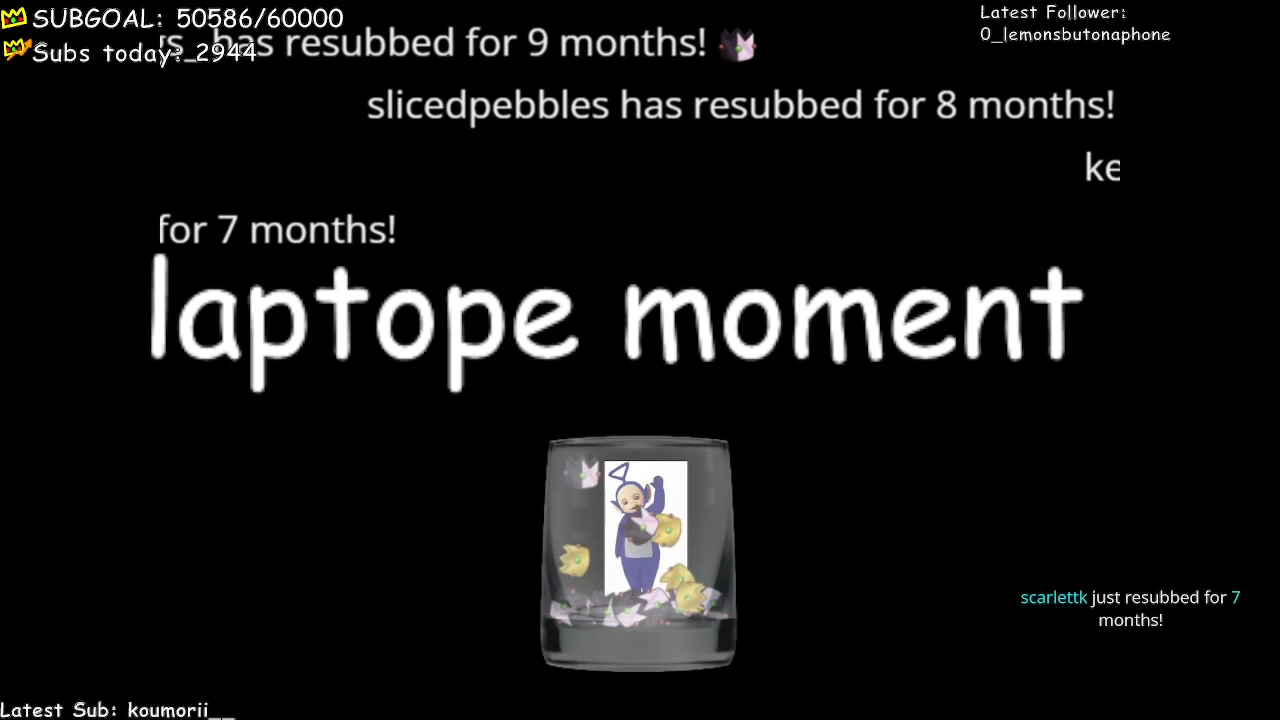 SUBGOAL: 50586/60000
Latest Follower:
0_lemonsbutonaphone
has resubbed for 9 months!
Subs today: 2944
slicedpebbles has resubbed for 8 months!
ke
for 7 months!
laptope moment
scarlettk just resubbed for 7
months!
Latest Sub: koumorii__